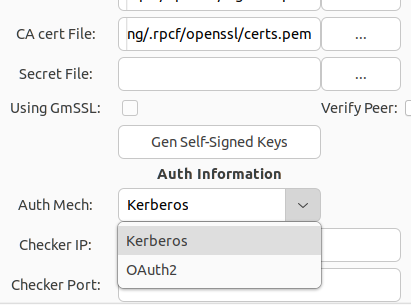 CA cert File: ng/.rpcf/openssl/certs.pem ...
Secret File: ...
Using GmSSL: Verify Peer:
Gen Self-Signed Keys
Auth Information
Auth Mech: Kerberos
Kerberos
Checker IP:
OAuth2
Checker Port: